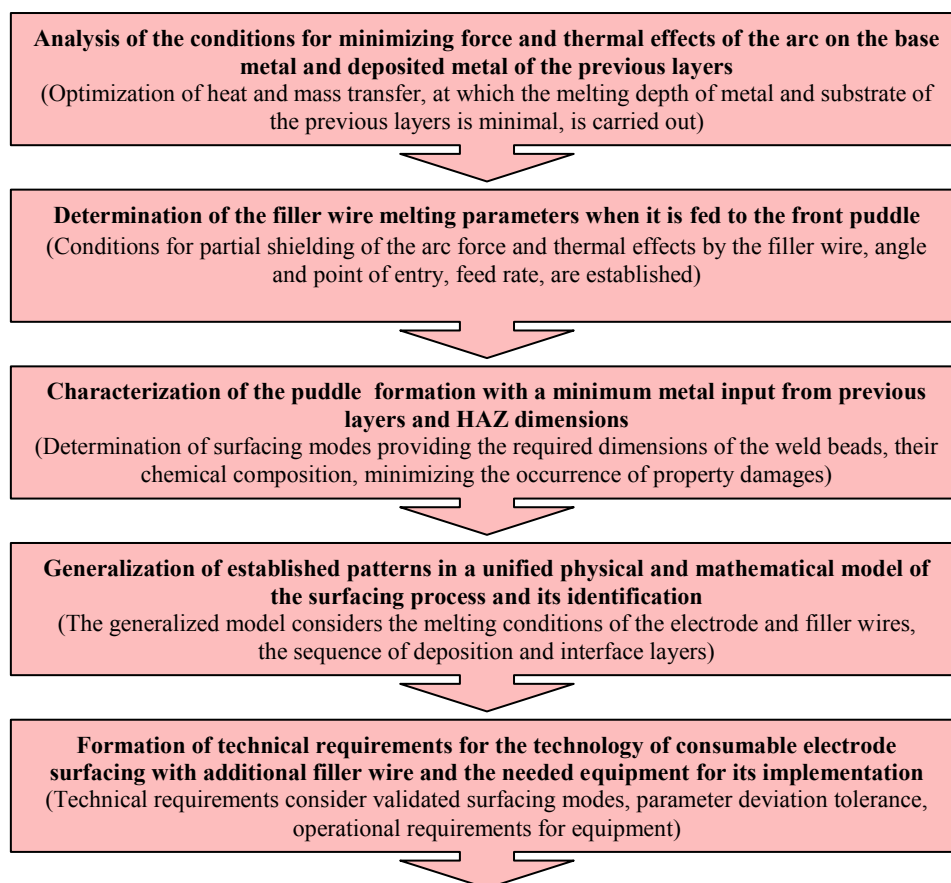 Analysis of the conditions for minimizing force and thermal effects of the arc on the base
metal and deposited metal of the previous layers
(Optimization of heat and mass transfer, at which the melting depth of metal and substrate of
the previous layers is minimal, is carried out)
Determination of the filler wire melting parameters when it is fed to the front puddle
(Conditions for partial shielding of the arc force and thermal effects by the filler wire, angle
and point of entry, feed rate, are established)
Characterization of the puddle formation with a minimum metal input from previous
layers and HAZ dimensions
(Determination of surfacing modes providing the required dimensions of the weld beads, their
chemical composition, minimizing the occurrence of property damages)
Generalization of established patterns in a unified physical and mathematical model of
the surfacing process and its identification
(The generalized model considers the melting conditions of the electrode and filler wires,
the sequence of deposition and interface layers)
Formation of technical requirements for the technology of consumable electrode
surfacing with additional filler wire and the needed equipment for its implementation
(Technical requirements consider validated surfacing modes, parameter deviation tolerance,
operational requirements for equipment)